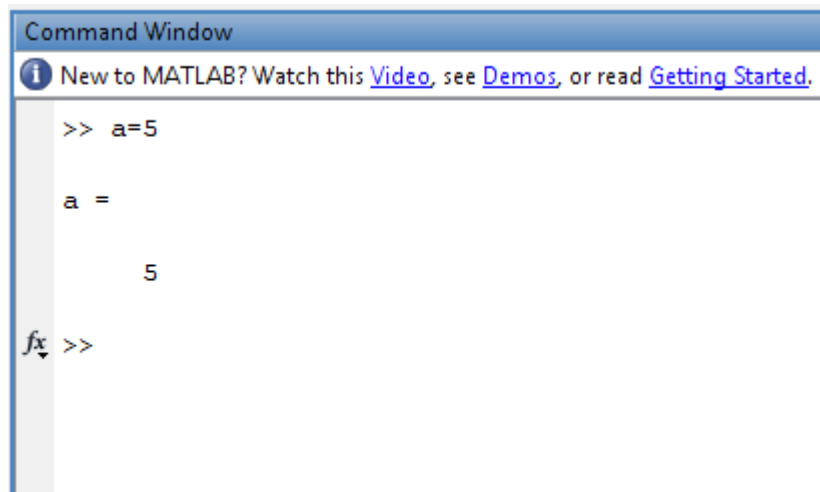 Command Window
New to MATLAB? Watch this Video, see Demos, or read Getting Started.
>> a=5
a =
5
fx >>